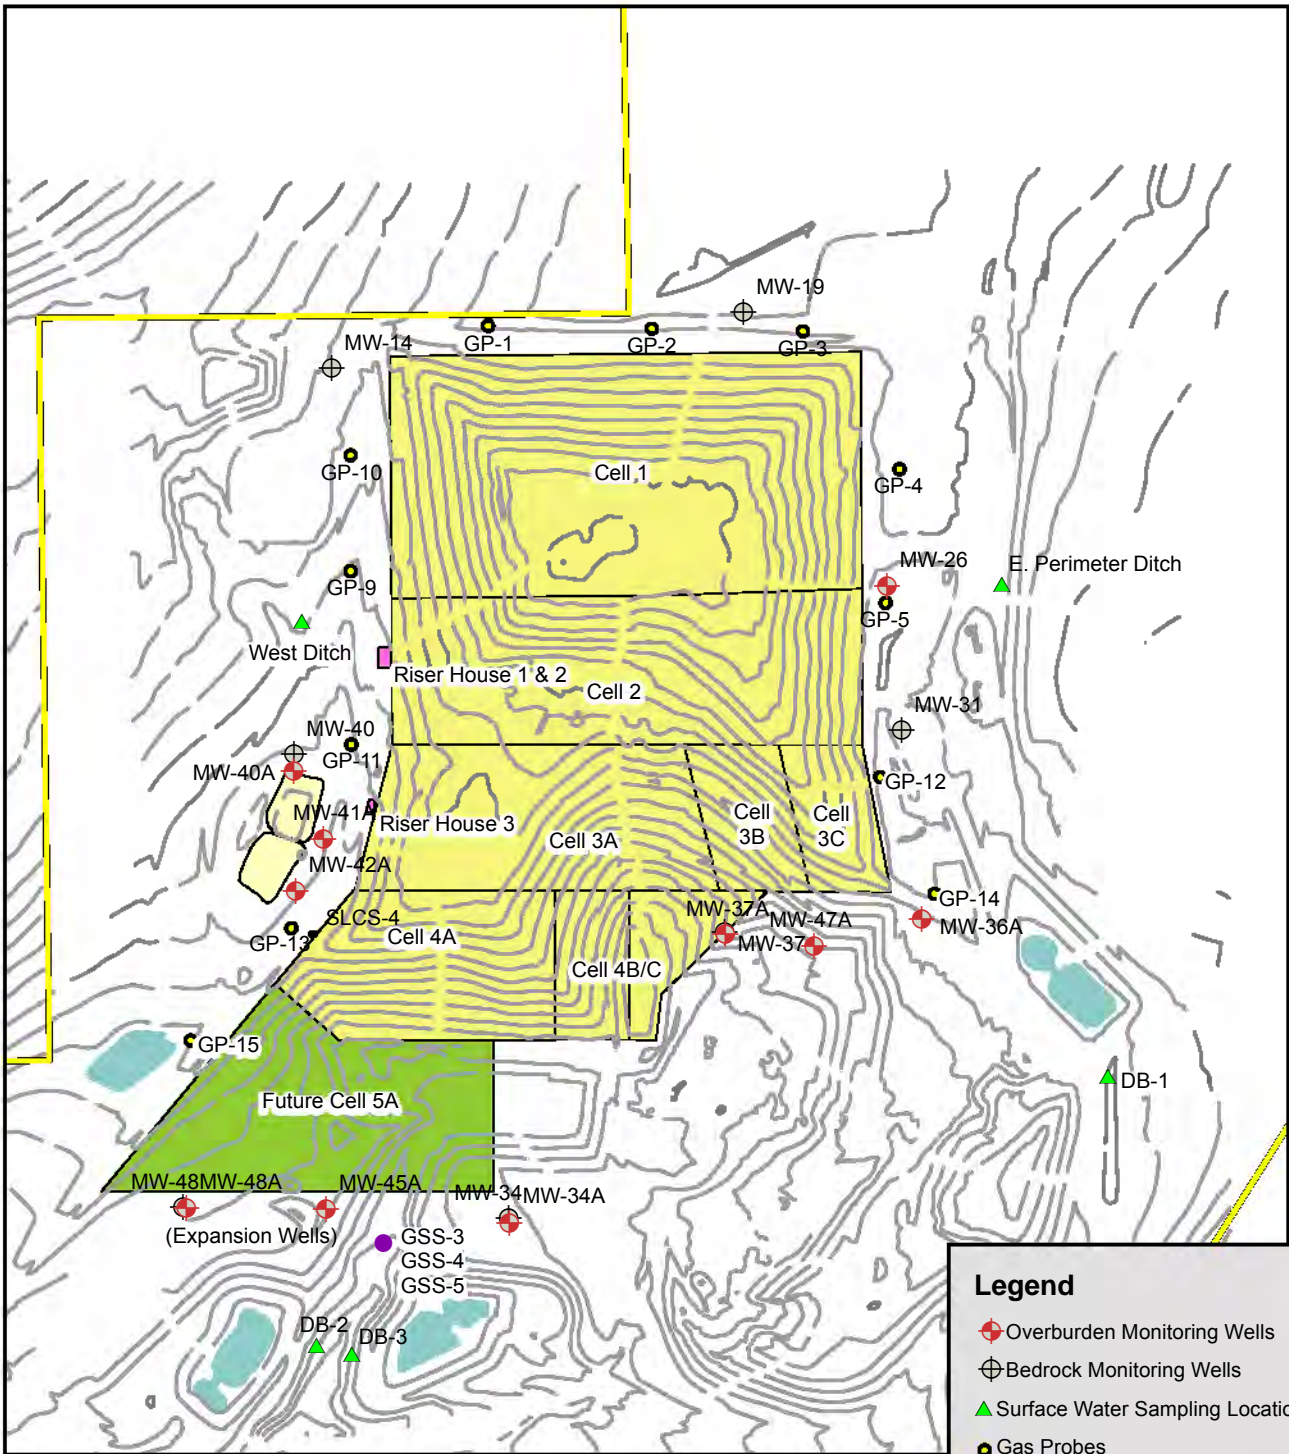 MW-19
GP-1
GP-2
GP-3
MW-14
GP-10
Cell 1
GP-4
MW-26
E. Perimeter Ditch
GP-9
GP-5
West Ditch
Riser House 1 & 2
Cell 2
MW-31
MW-40
GP-11
MW-40A
GP-12
MW-41A
Riser House 3
Cell 3A
Cell
3B
Cell
3C
MW-42A
GP-14
SLCS-4
MW-37A
MW-47A
MW-36A
GP-13
Cell 4A
MW-37
Cell 4B/C
GP-15
DB-1
Future Cell 5A
MW-48
MW-48A
MW-45A
MW-34
MW-34A
(Expansion Wells)
GSS-3
GSS-4
GSS-5
DB-2
DB-3
Legend
Overburden Monitoring Wells
Bedrock Monitoring Wells
Surface Water Sampling Locatio
Gas Probes